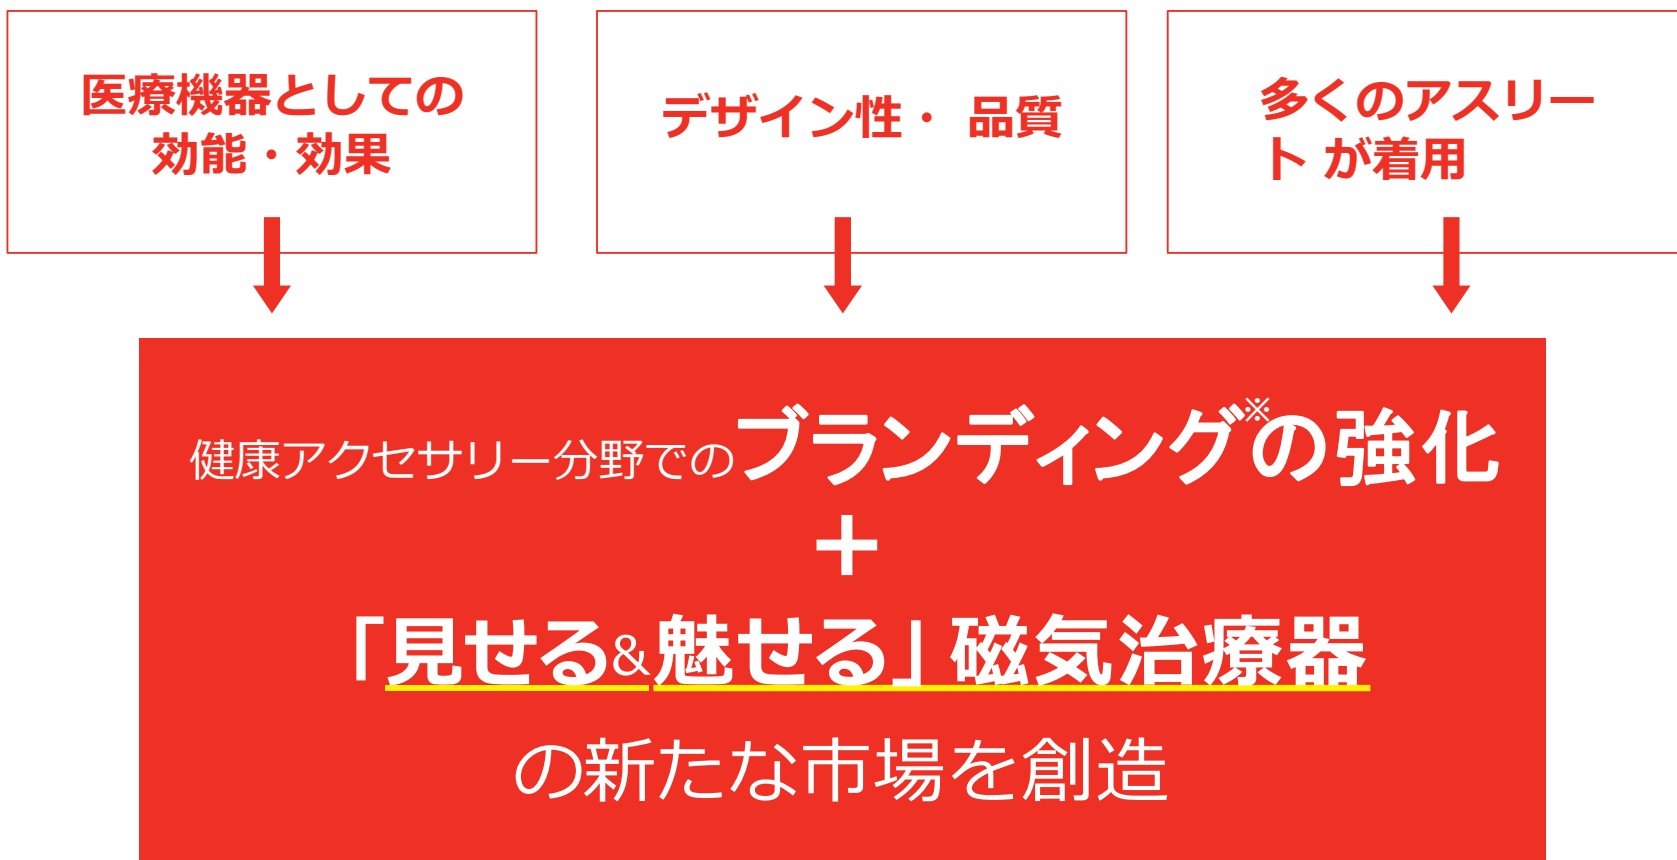 医療機器としての
効能・効果
デザイン性・ 品質
多くのアスリー
ト が着用
健康アクセサリー分野でのブランディング※の強化
＋
「見せる&魅せる」磁気治療器
の新たな市場を創造